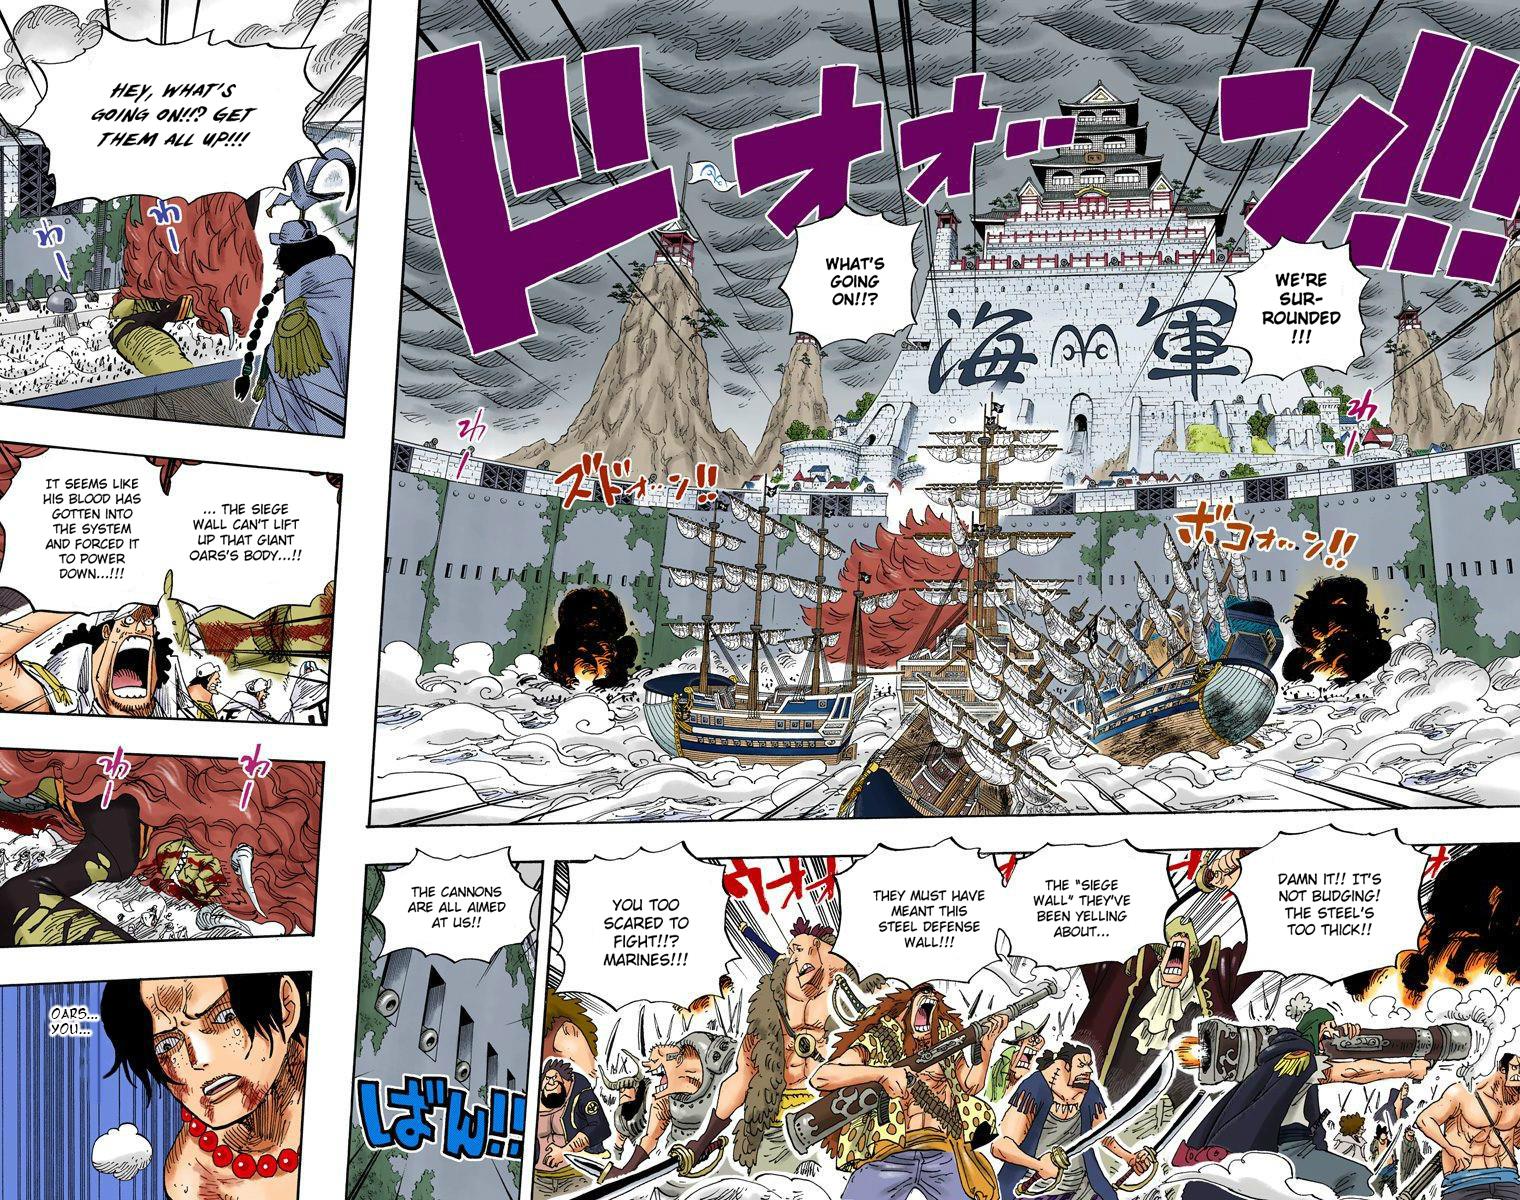 ドオオーン!!!
WE'RE
SUR-
ROUNDED
!!!
WHAT'S
GOING
ON!!?
海軍
ズドォーン!!
ボコォーン!!
DAMN IT!! IT'S
NOT BUDGING!
THE STEEL'S
TOO THICK!!
THE "SIEGE
WALL" THEY'VE
BEEN YELLING
ABOUT...
THEY MUST HAVE
MEANT THIS
STEEL DEFENSE
WALL!!!
ウオオ
YOU TOO
SCARED TO
FIGHT!!?
MARINES!!!
THE CANNONS
ARE ALL AIMED
AT US!!
ばん!!
HEY, WHAT'S
GOING ON!!? GET
THEM ALL UP!!!
... THE SIEGE
WALL CAN'T LIFT
UP THAT GIANT
OARS'S BODY...!!
IT SEEMS LIKE
HIS BLOOD HAS
GOTTEN INTO
THE SYSTEM
AND FORCED IT
TO POWER
DOWN...!!!
OARS...
YOU...